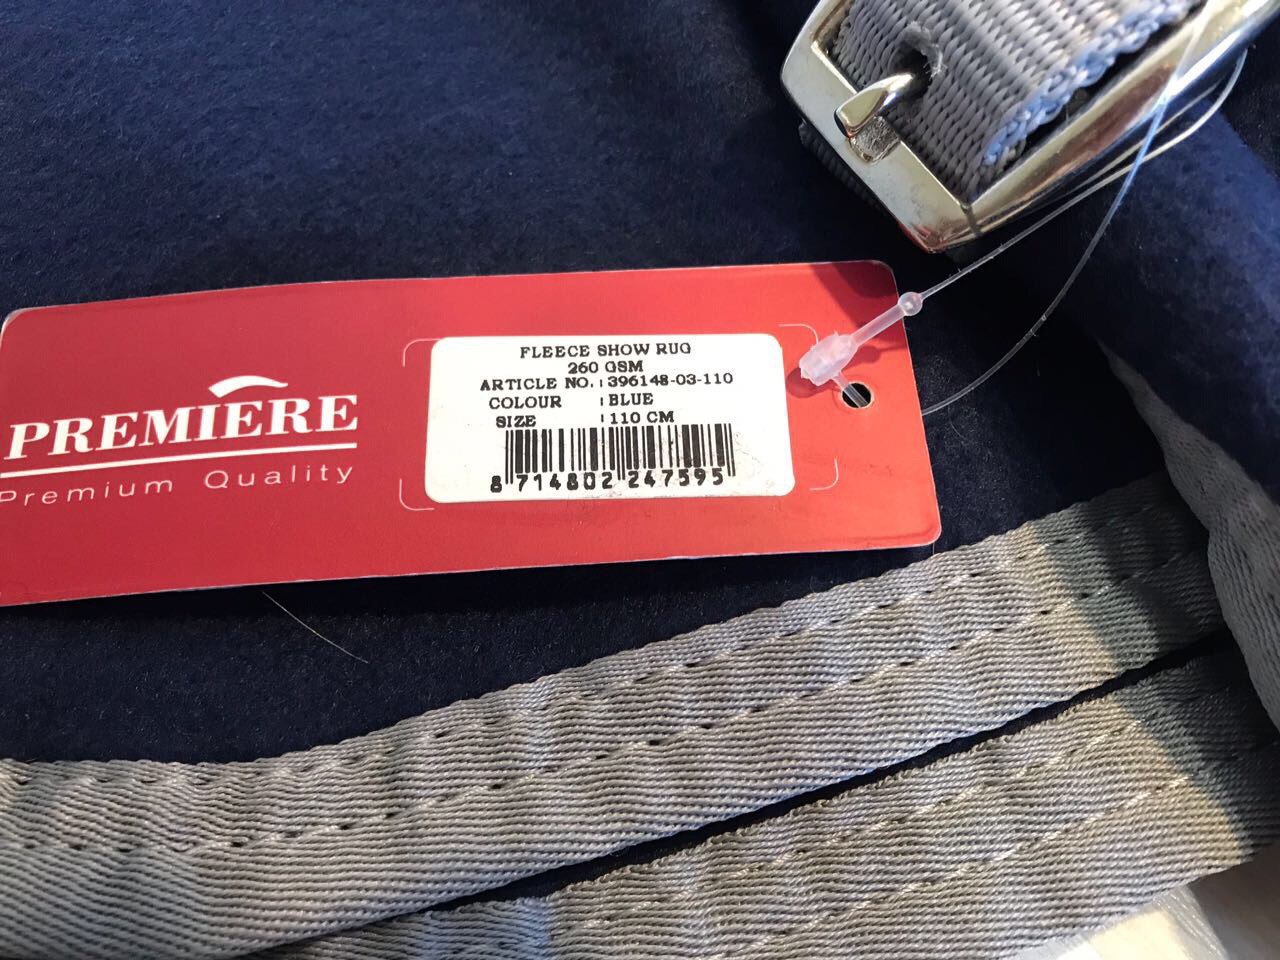 PREMIÈRE
Premium Quality
FLEECE SHOW RUG
260 GSM
ARTICLE NO. : 396148-03-110
COLOUR : BLUE
SIZE : 110 CM
8 714802 247595